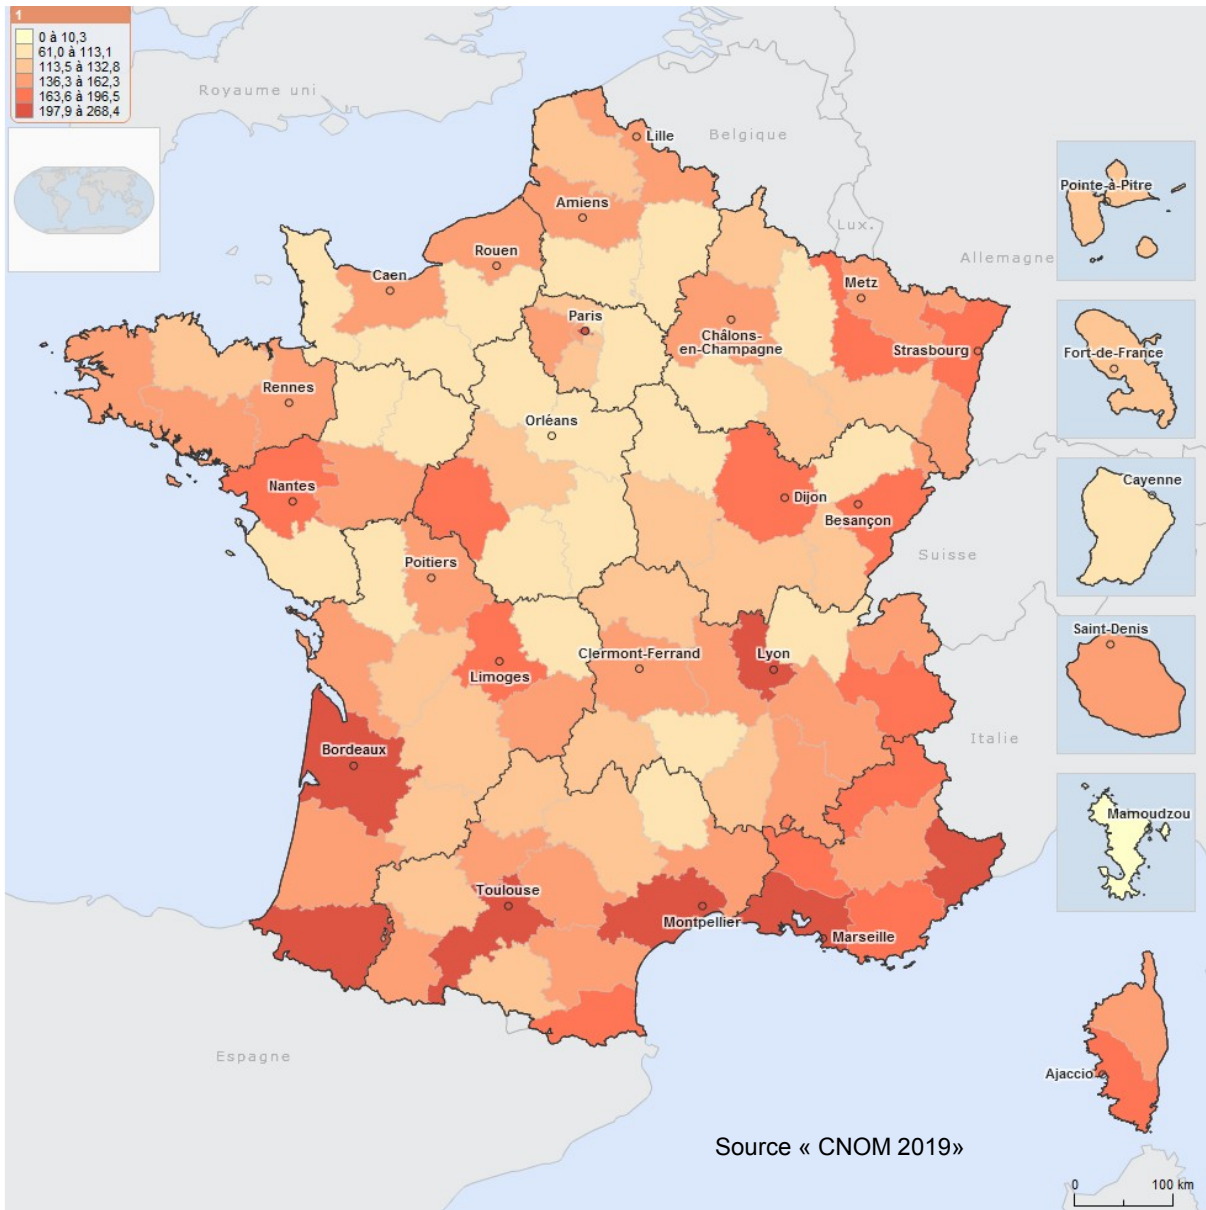 1
0 à 10,3
61,0 à 113,1
113,5 à 132,8
136,3 à 162,3
163,6 à 196,5
197,9 à 268,4
Royaume uni
Lille
Belgique
Pointe-à-Pitre
Amiens
Lux.
Rouen
Allemagne
Caen
Metz
Paris
Châlons-
en-Champagne
Strasbourg
Fort-de-France
Rennes
Orléans
Nantes
Dijon
Besançon
Cayenne
Suisse
Poitiers
Saint-Denis
Clermont-Ferrand
Lyon
Limoges
Italie
Bordeaux
Mamoudzou
Toulouse
Montpellier
Marseille
Espagne
Ajaccio
Source « CNOM 2019»
0 100 km